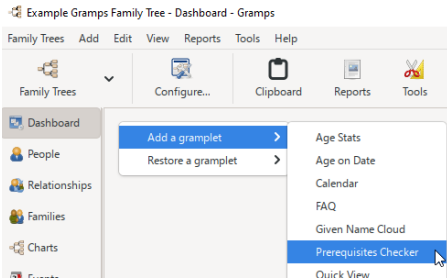 Example Gramps Family Tree - Dashboard - Gramps
Family Trees Add Edit View Reports Tools Help
Family Trees Configure... Clipboard Reports Tools
Dashboard
People
Relationships
Families
Charts
Events
Add a gramplet
Restore a gramplet
Age Stats
Age on Date
Calendar
FAQ
Given Name Cloud
Prerequisites Checker
Quick View